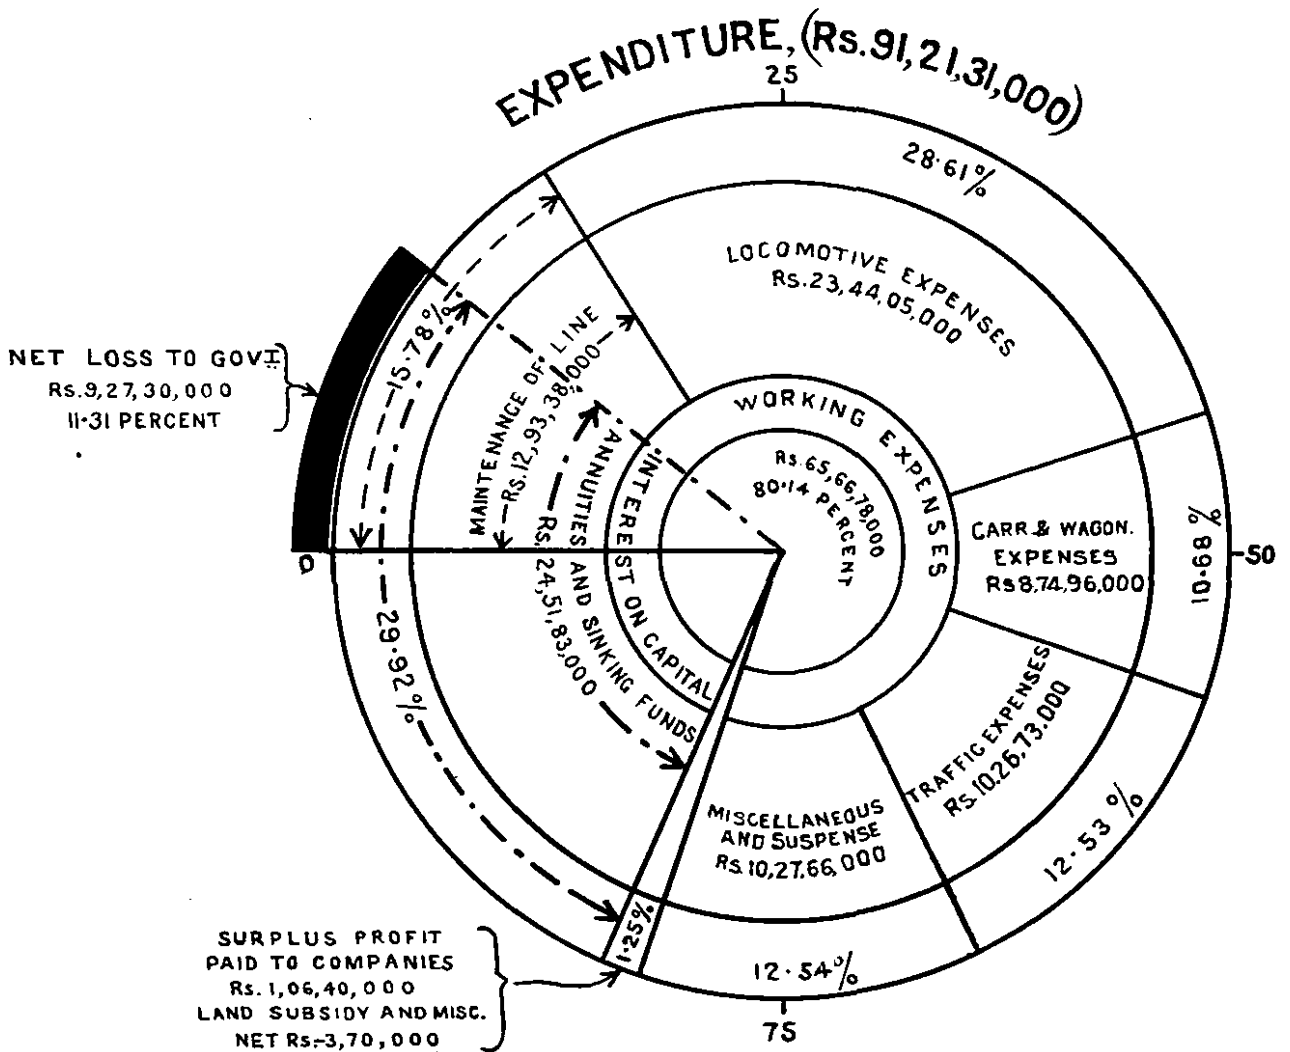 EXPENDITURE, (Rs.91,21,31,000)
25
28·61%
LOCOMOTIVE EXPENSES
Rs.23,44,05,000
15·78%
MAINTENANCE OF LINE
Rs.12,93,38,000
NET LOSS TO GOVT.
Rs.9,27,30,000
11·31 PERCENT
WORKING EXPENSES
Rs.65,66,78,000
80·14 PERCENT
CARR. & WAGON.
EXPENSES
Rs8,74,96,000
10·68%
50
0
INTEREST ON CAPITAL
ANNUITIES AND SINKING FUNDS
Rs. 24,51,83,000
29·92%
TRAFFIC EXPENSES
Rs.10.26,73.000
12·53%
MISCELLANEOUS
AND SUSPENSE
Rs.10,27.66,000
12·54%
1·25%
SURPLUS PROFIT
PAID TO COMPANIES
Rs.1,06,40,000
LAND SUBSIDY AND MISC.
NET Rs.-3,70,000
75